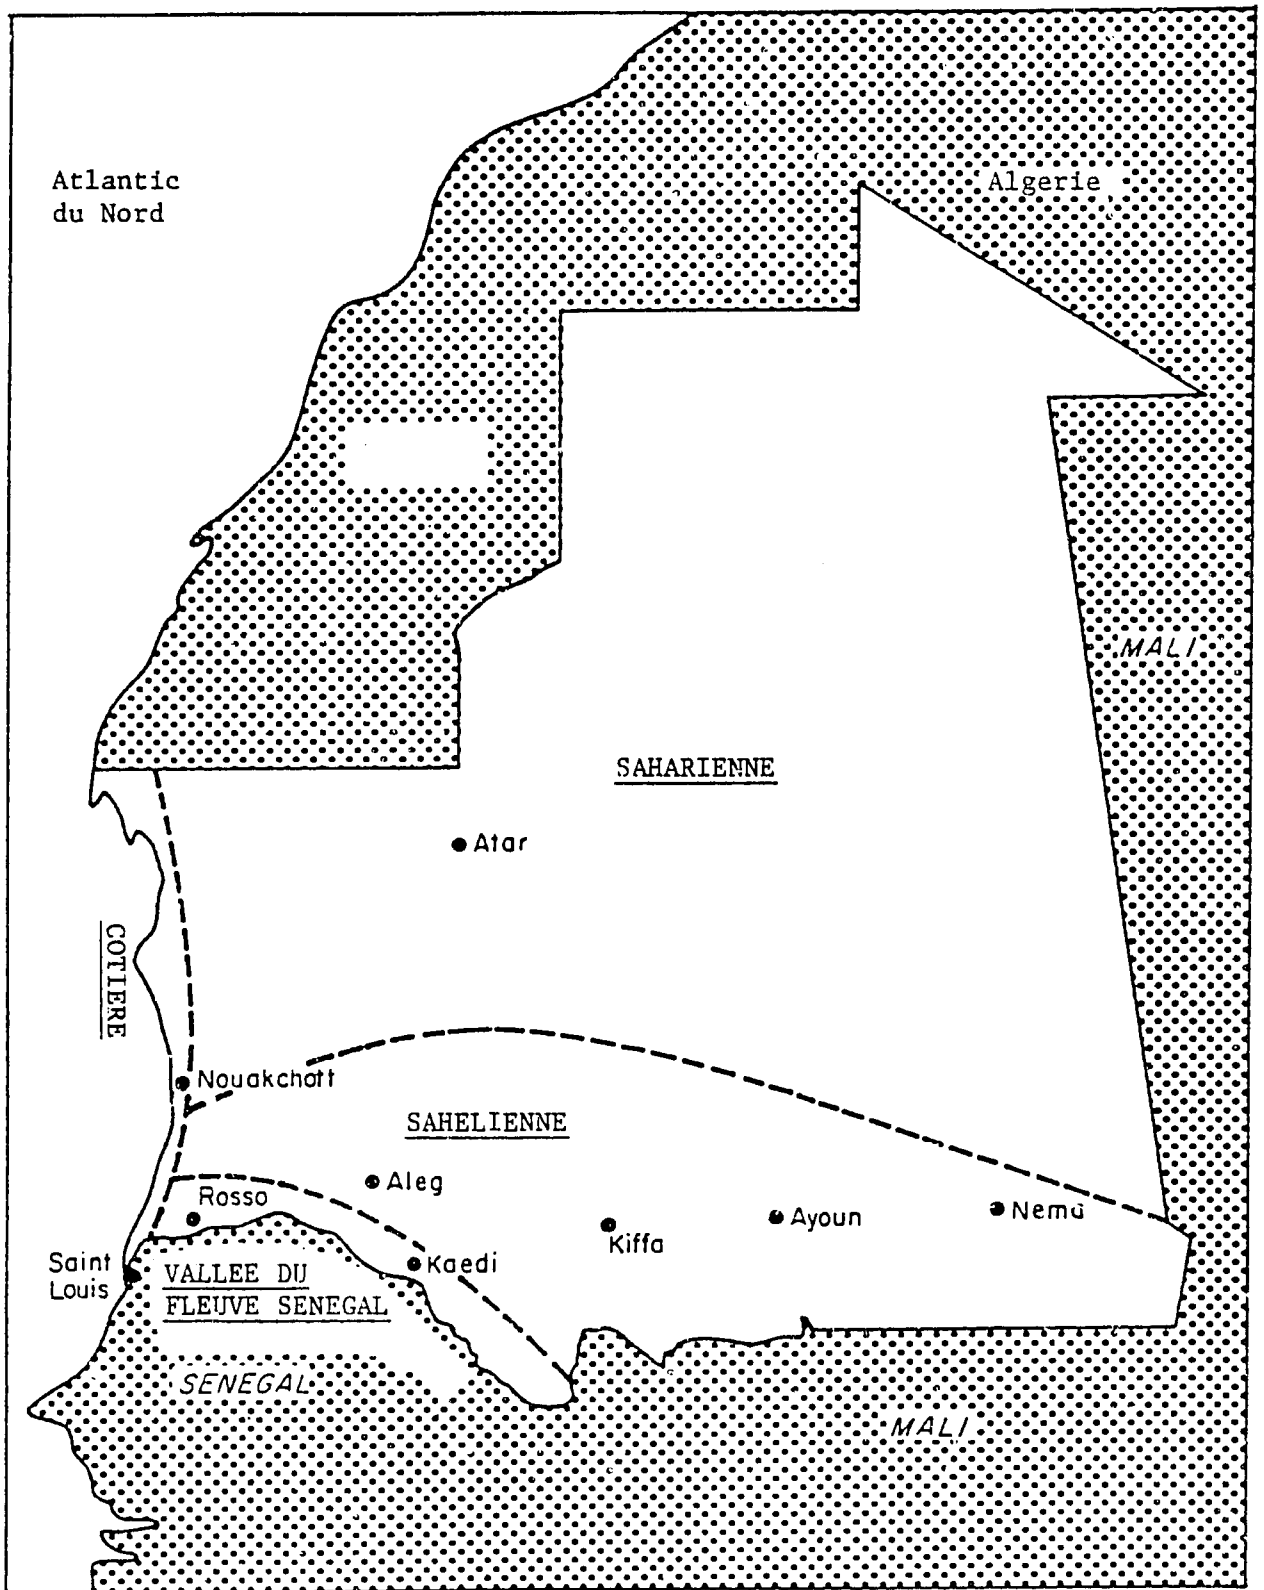 Atlantic
du Nord
Algerie
MALI
SAHARIENNE
Atar
COTIERE
Nouakchott
SAHELIENNE
Aleg
Rosso
Ayoun
Nema
Kiffa
Kaedi
Saint
Louis
VALLEE DU
FLEUVE SENEGAL
SENEGAL
MALI